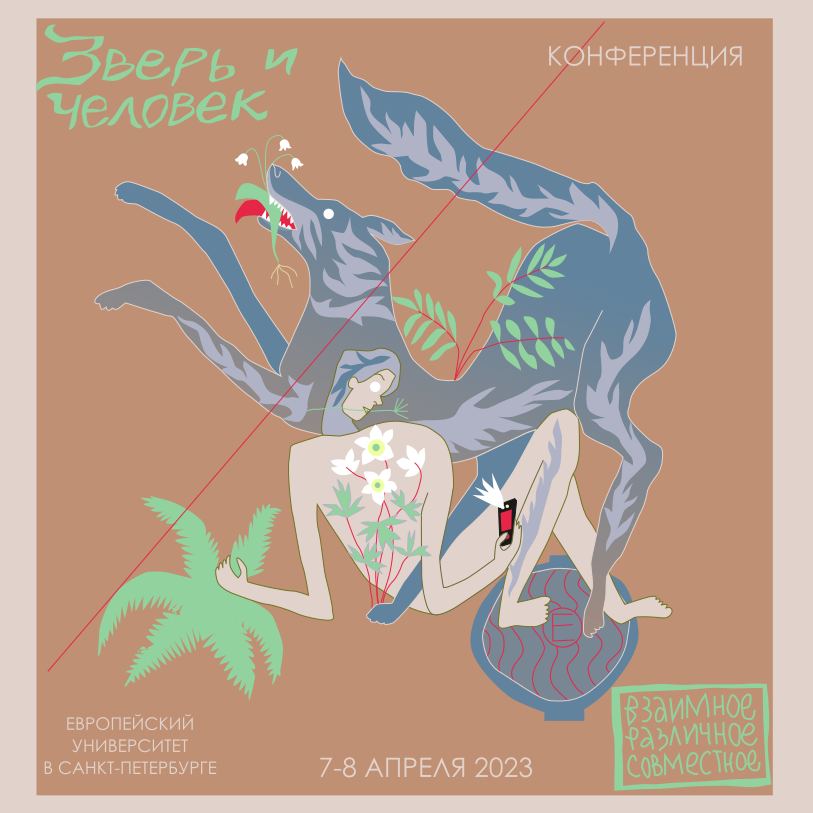 Зверь и
человек
КОНФЕРЕНЦИЯ
Е
ЕВРОПЕЙСКИЙ
УНИВЕРСИТЕТ
В САНКТ-ПЕТЕРБУРГЕ
7-8 АПРЕЛЯ 2023
взаимное
различное
совместное